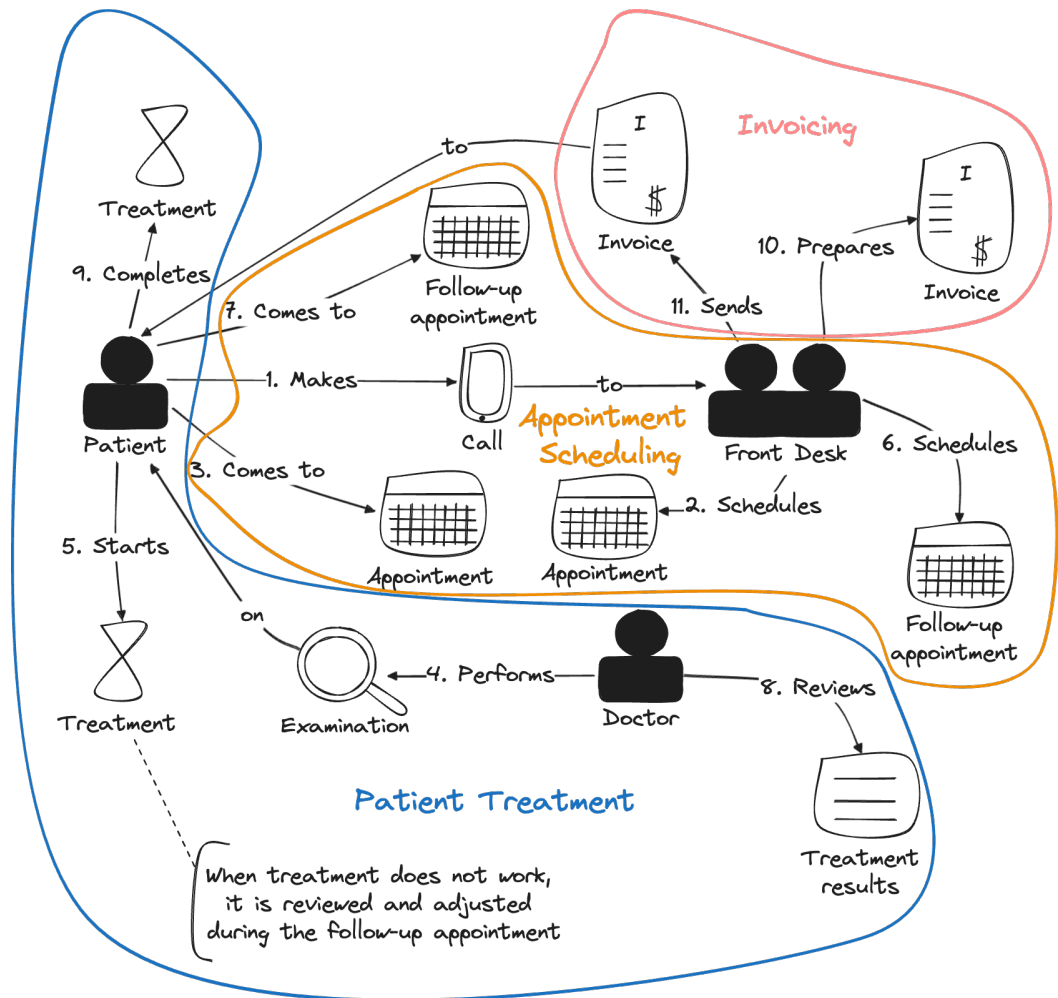 Invoicing
I
$
Invoice
to
I
$
Invoice
10. Prepares
11. Sends
Treatment
9. Completes
7. Comes to
Follow-up
appointment
Patient
1. Makes
Call
to
Appointment
Scheduling
Front Desk
6. Schedules
3. Comes to
Appointment
2. Schedules
Appointment
Follow-up
appointment
5. Starts
Treatment
on
Examination
4. Performs
Doctor
8. Reviews
Treatment
results
Patient Treatment
When treatment does not work,
it is reviewed and adjusted
during the follow-up appointment